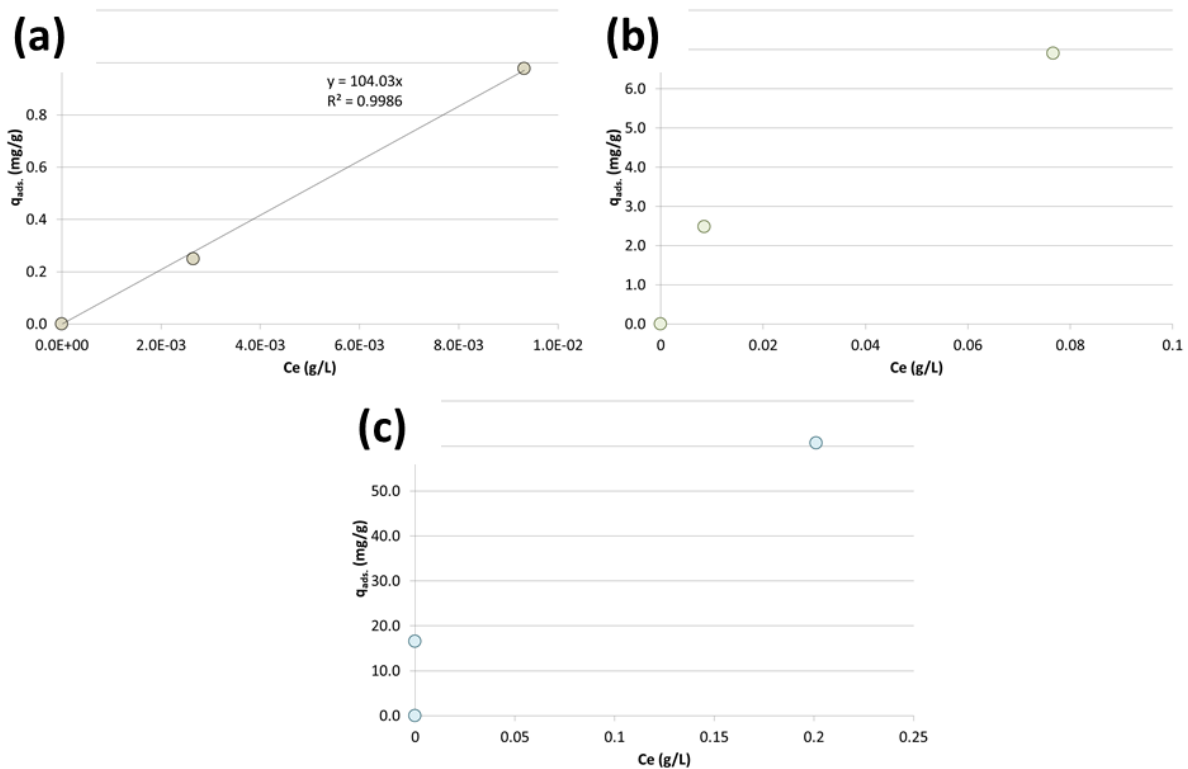 (a)
y = 104.03x
R² = 0.9986
0.8
0.6
0.4
0.2
0.0
qads. (mg/g)
0.0E+00 2.0E-03 4.0E-03 6.0E-03 8.0E-03 1.0E-02
Ce (g/L)
(b)
6.0
5.0
4.0
3.0
2.0
1.0
0.0
qads. (mg/g)
0 0.02 0.04 0.06 0.08 0.1
Ce (g/L)
(c)
50.0
40.0
30.0
20.0
10.0
0.0
qads. (mg/g)
0 0.05 0.1 0.15 0.2 0.25
Ce (g/L)